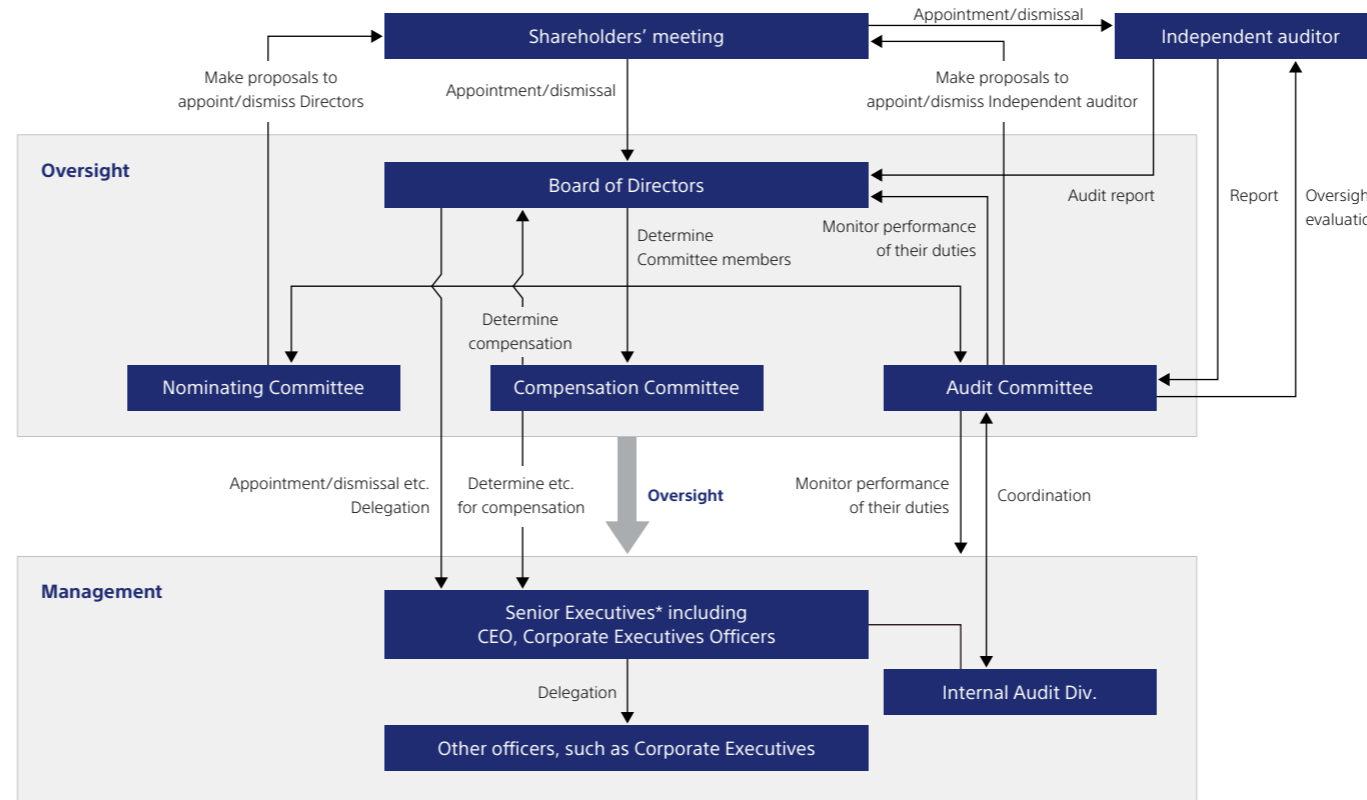 Appointment/dismissal
Shareholders' meeting
Independent auditor
Make proposals to
appoint/dismiss Directors
Appointment/dismissal
Make proposals to
appoint/dismiss Independent auditor
Oversight
Board of Directors
Audit report
Report
evaluatio
Monitor performance
of their duties
Determine
Committee members
Determine
compensation
Nominating Committee
Compensation Committee
Audit Committee
Appointment/dismissal etc.
Delegation
Determine etc.
for compensation
Oversight
Monitor performance
of their duties
Coordination
Management
Senior Executives* including
CEO, Corporate Executives Officers
Delegation
Internal Audit Div.
Other officers, such as Corporate Executives